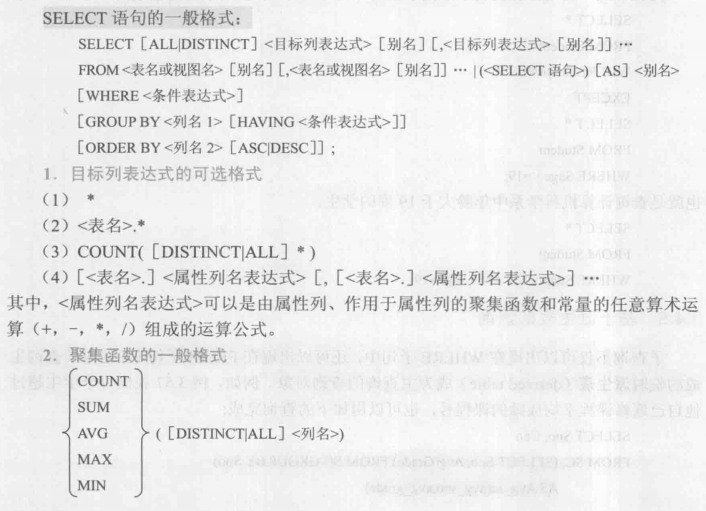 SELECT 语句的一般格式：
SELECT［ALL|DISTINCT］<目标列表达式>［别名］[,<目标列表达式>［别名］] …
FROM <表名或视图名>［别名］[,<表名或视图名>［别名］] … | (<SELECT 语句>)［AS］<别名>
［WHERE <条件表达式>］
［GROUP BY <列名 1>［HAVING <条件表达式>］］
［ORDER BY <列名 2>［ASC|DESC］］；
1．目标列表达式的可选格式
（1） *
（2）<表名>.*
（3）COUNT(［DISTINCT|ALL］* )
（4）［<表名>.］<属性列名表达式>［,［<表名>.］<属性列名表达式>］…
其中，<属性列名表达式>可以是由属性列、作用于属性列的聚集函数和常量的任意算术运
算（+，-，*，/）组成的运算公式。
2．聚集函数的一般格式
COUNT
SUM
AVG (［DISTINCT|ALL］<列名>)
MAX
MIN